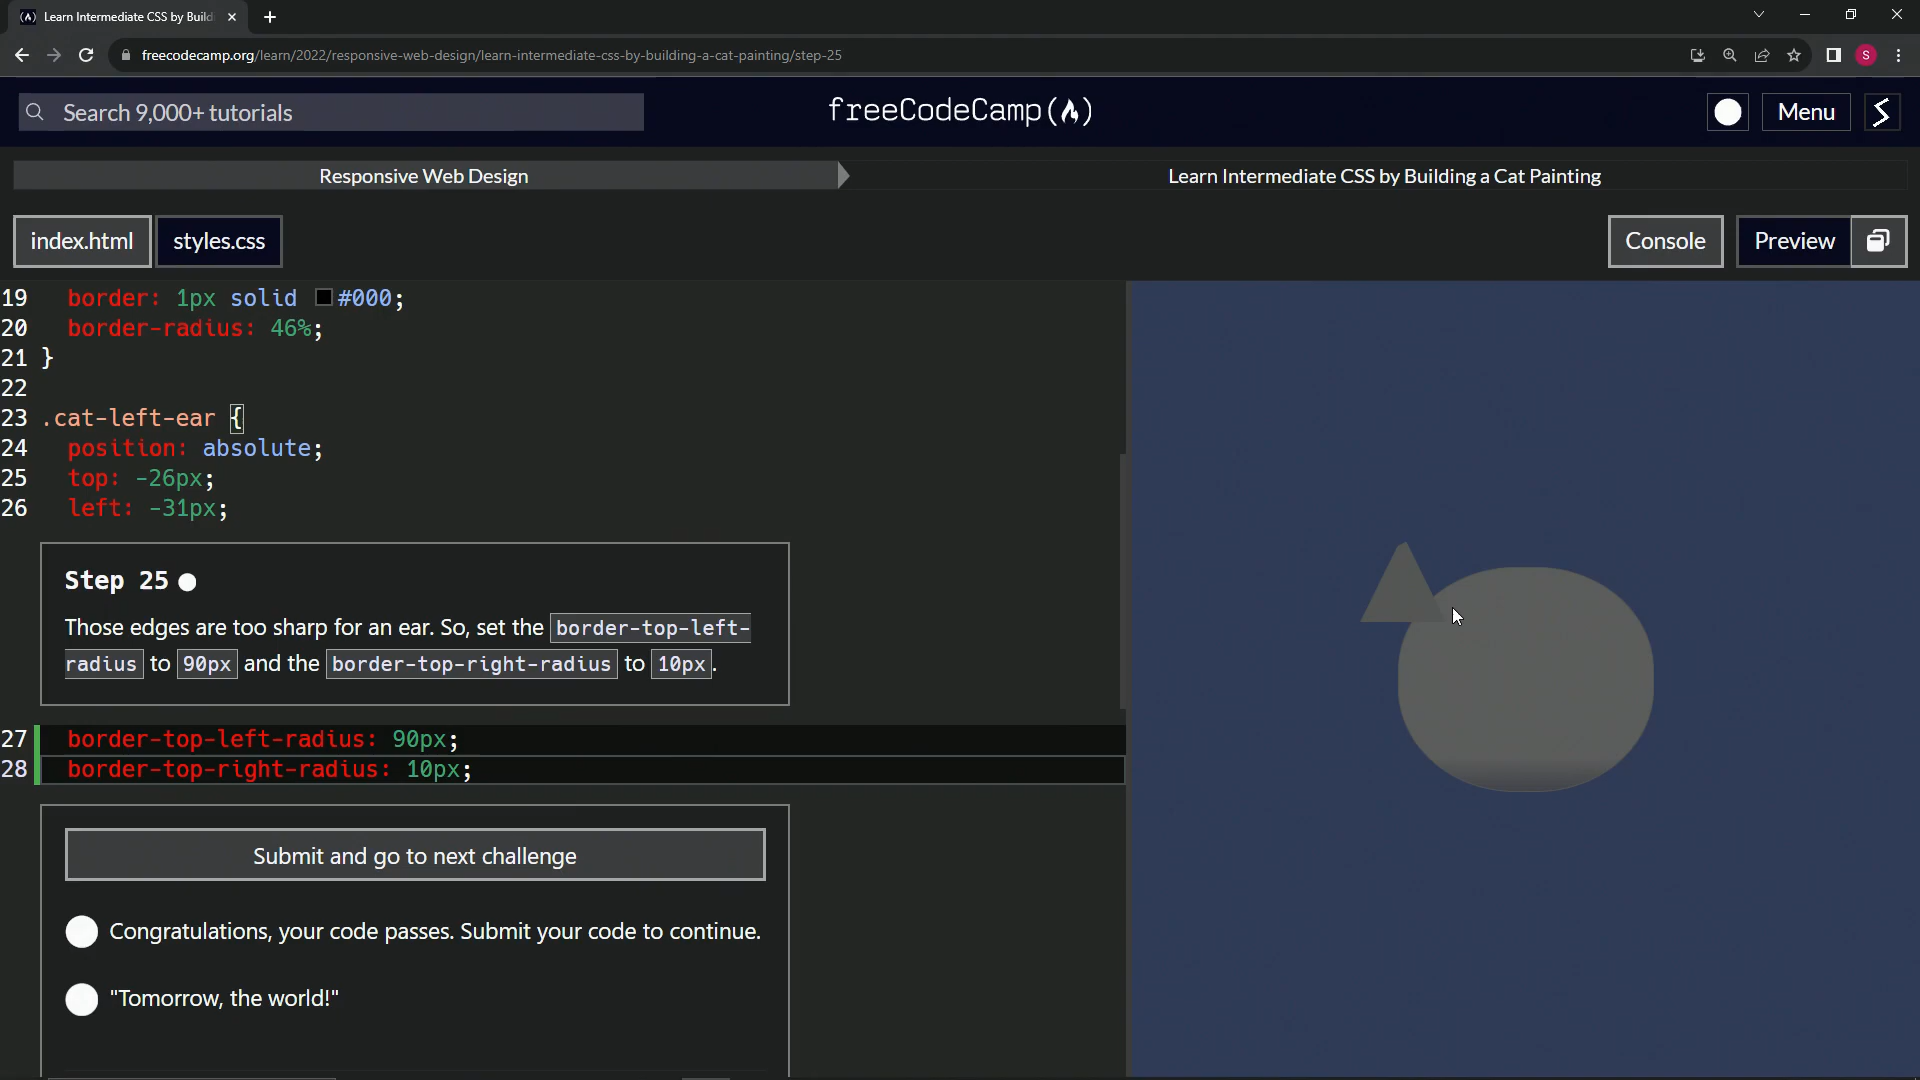 Learn Intermediate CSS by Build
freecodecamp.org/learn/2022/responsive-web-design/learn-intermediate-css-by-building-a-cat-painting/step-25
S
Search 9,000+ tutorials
freeCodeCamp
Menu
Responsive Web Design
Learn Intermediate CSS by Building a Cat Painting
index.html
styles.css
Console
Preview
19 border: 1px solid #000;
20 border-radius: 46%;
21 }
22
23 .cat-left-ear {
24 position: absolute;
25 top: -26px;
26 left: -31px;
Step 25
Those edges are too sharp for an ear. So, set the border-top-left-
radius to 90px and the border-top-right-radius to 10px.
27 border-top-left-radius: 90px;
28 border-top-right-radius: 10px;
Submit and go to next challenge
Congratulations, your code passes. Submit your code to continue.
"Tomorrow, the world!"